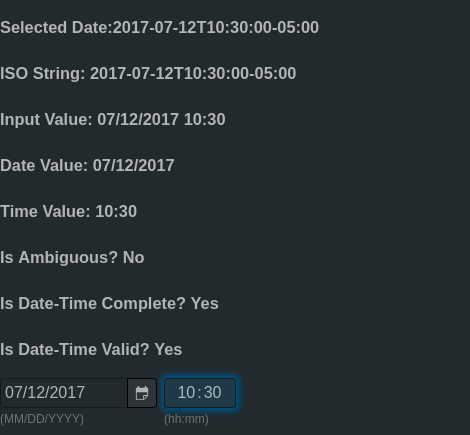 Selected Date:2017-07-12T10:30:00-05:00
ISO String: 2017-07-12T10:30:00-05:00
Input Value: 07/12/2017 10:30
Date Value: 07/12/2017
Time Value: 10:30
Is Ambiguous? No
Is Date-Time Complete? Yes
Is Date-Time Valid? Yes
07/12/2017 10:30
(MM/DD/YYYY) (hh:mm)